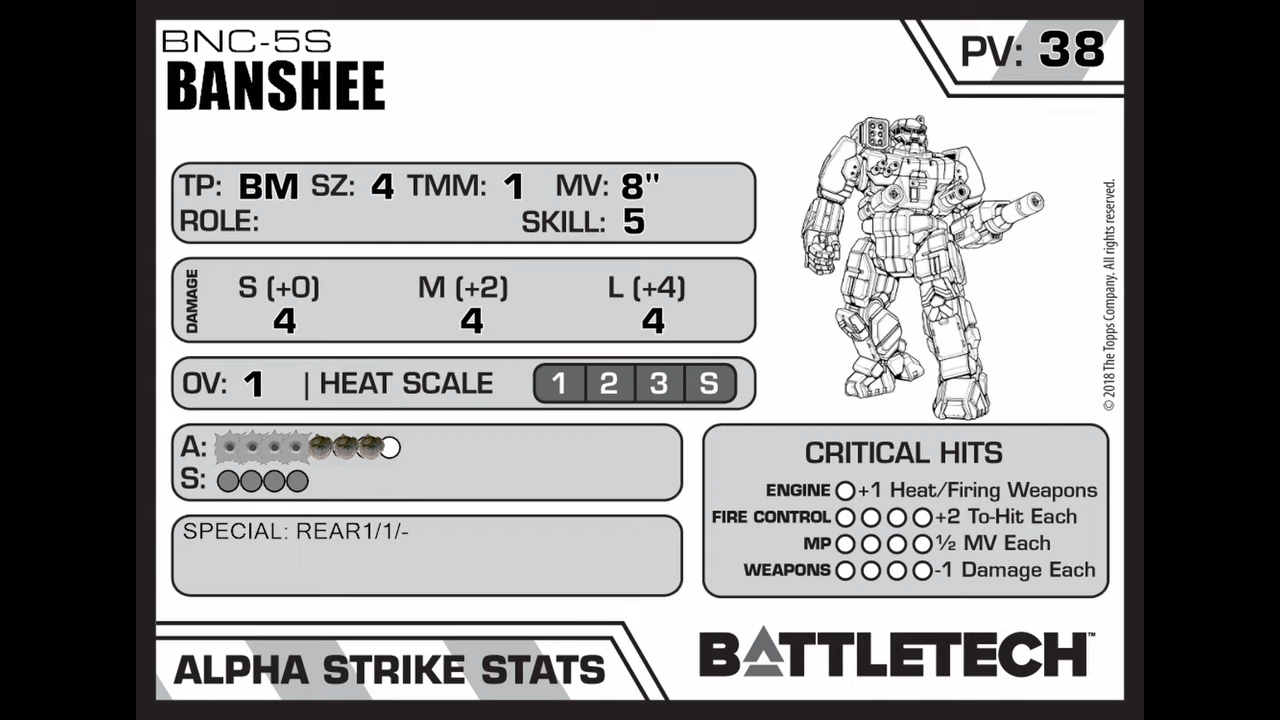 BNC-5S
BANSHEE
PV: 38
TP: BM SZ: 4 TMM: 1 MV: 8"
ROLE: SKILL: 5
DAMAGE
S (+0) M (+2) L (+4)
4 4 4
OV: 1 | HEAT SCALE 1 2 3 S
A:
S:
SPECIAL: REAR1/1/-
CRITICAL HITS
ENGINE +1 Heat/Firing Weapons
FIRE CONTROL +2 To-Hit Each
MP ½ MV Each
WEAPONS -1 Damage Each
© 2018 The Topps Company. All rights reserved.
ALPHA STRIKE STATS
BATTLETECH™